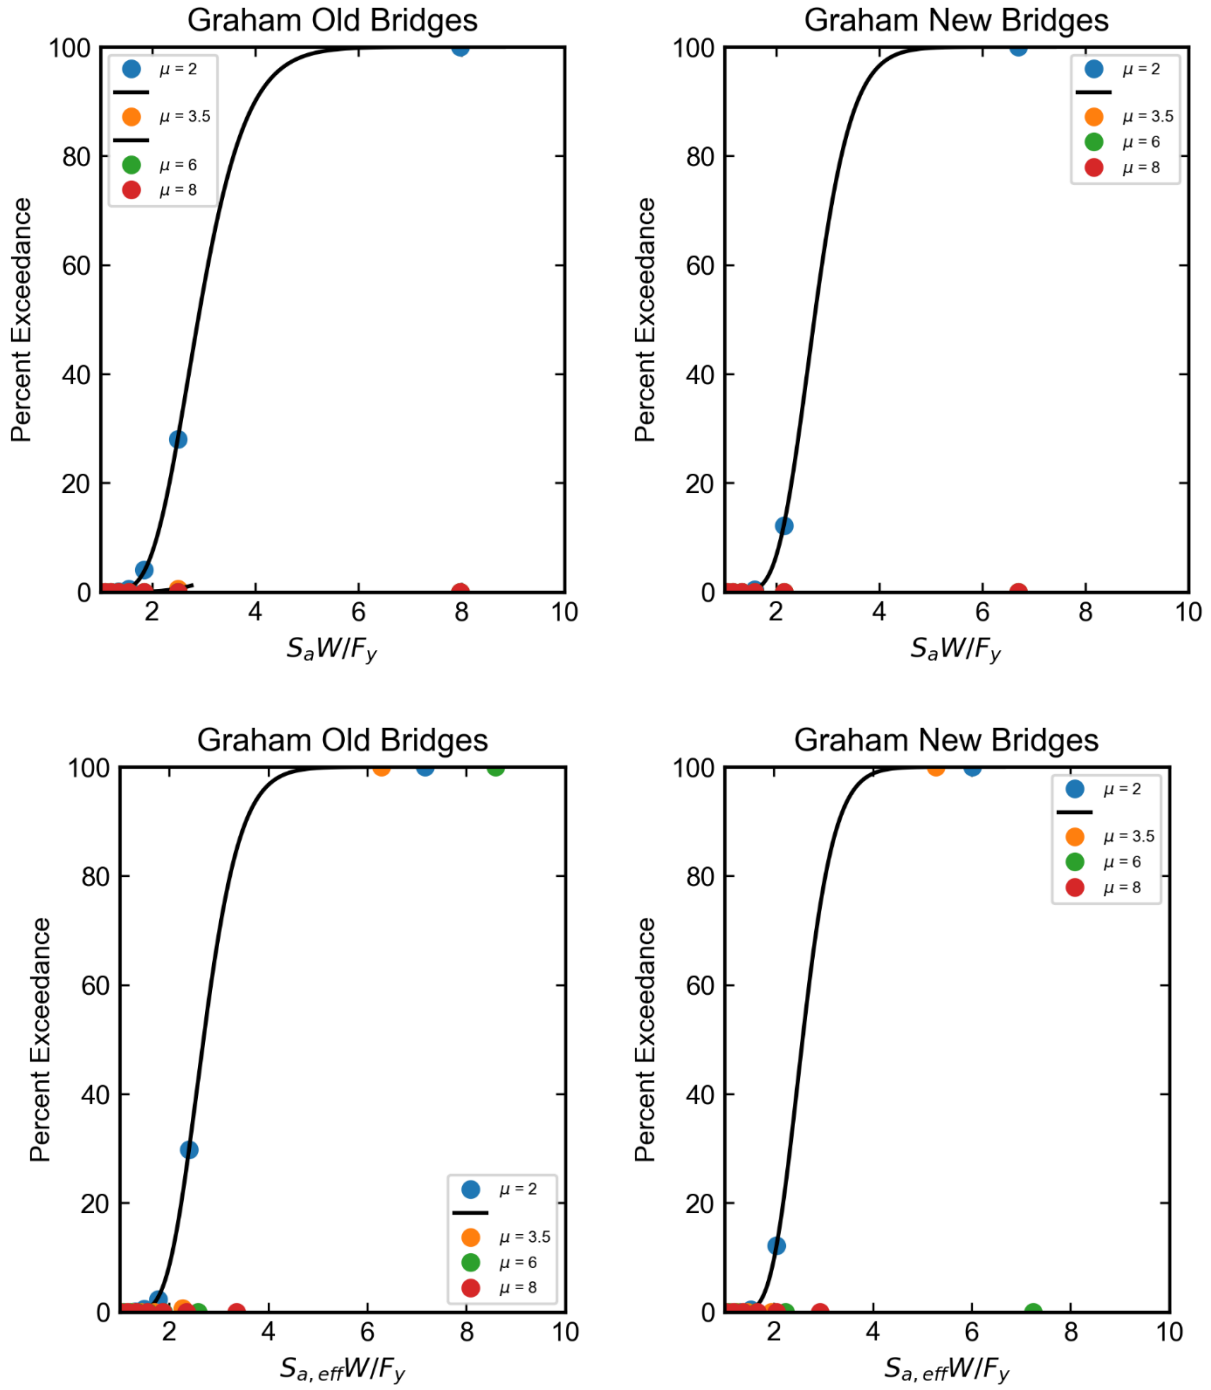 Graham Old Bridges
100
80
60
40
20
0
2
4
6
8
10
Percent Exceedance
S_a W/F_y
μ = 2
μ = 3.5
μ = 6
μ = 8
Graham New Bridges
100
80
60
40
20
0
2
4
6
8
10
Percent Exceedance
S_a W/F_y
μ = 2
μ = 3.5
μ = 6
μ = 8
Graham Old Bridges
100
80
60
40
20
0
2
4
6
8
10
Percent Exceedance
S_{a,eff} W/F_y
μ = 2
μ = 3.5
μ = 6
μ = 8
Graham New Bridges
100
80
60
40
20
0
2
4
6
8
10
Percent Exceedance
S_{a,eff} W/F_y
μ = 2
μ = 3.5
μ = 6
μ = 8